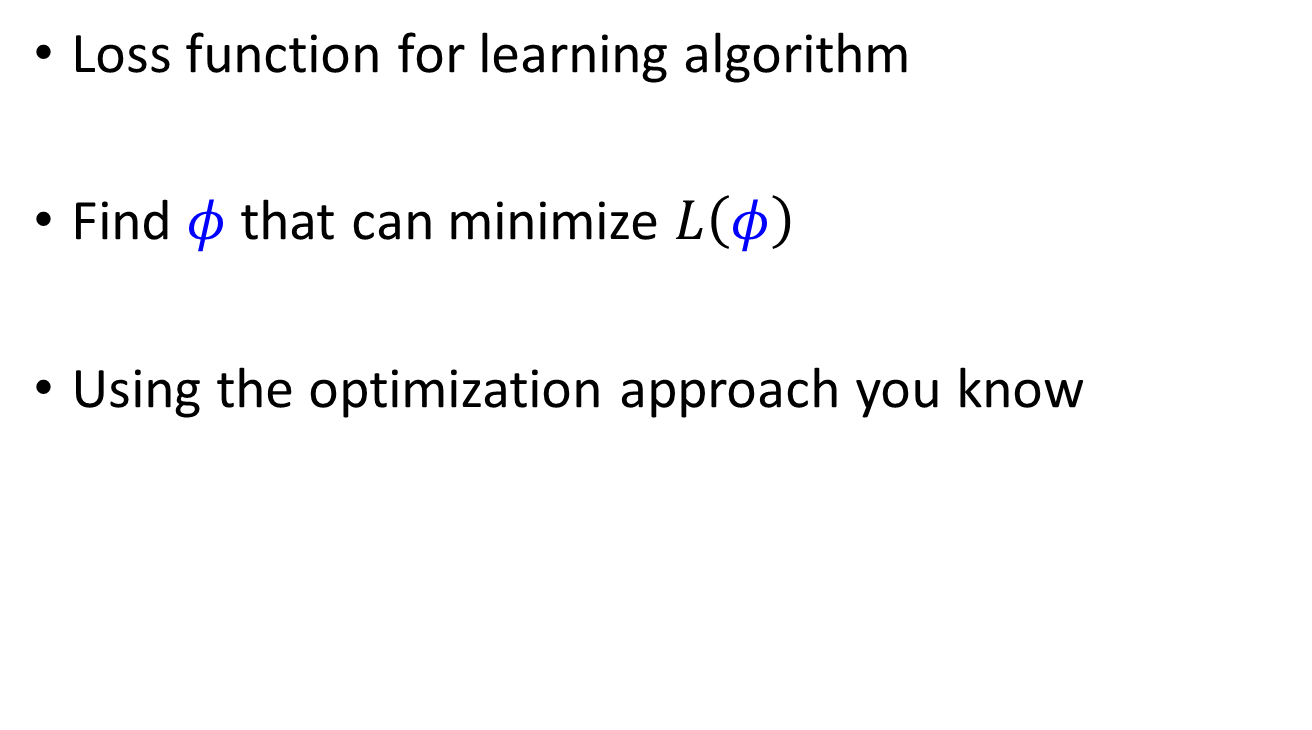 • Loss function for learning algorithm
• Find 𝜙 that can minimize 𝐿(𝜙)
• Using the optimization approach you know